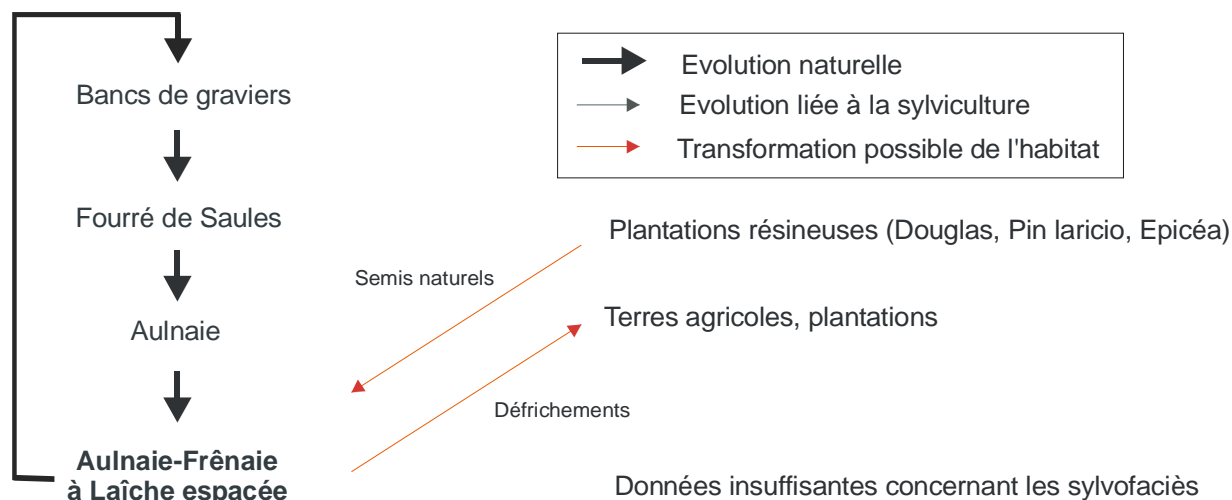 Evolution naturelle
Bancs de graviers
Evolution liée à la sylviculture
Transformation possible de l'habitat
Fourré de Saules
Plantations résineuses (Douglas, Pin laricio, Epicéa)
Semis naturels
Terres agricoles, plantations
Aulnaie
Défrichements
Aulnaie-Frênaie
à Laîche espacée
Données insuffisantes concernant les sylvofaciès